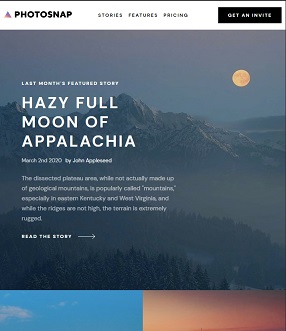 PHOTOSNAP
STORIES FEATURES PRICING
GET AN INVITE
LAST MONTH'S FEATURED STORY
HAZY FULL
MOON OF
APPALACHIA
March 2nd 2020 by John Appleseed
The dissected plateau area, while not actually made up
of geological mountains, is popularly called "mountains,"
especially in eastern Kentucky and West Virginia, and
while the ridges are not high, the terrain is extremely
rugged.
READ THE STORY